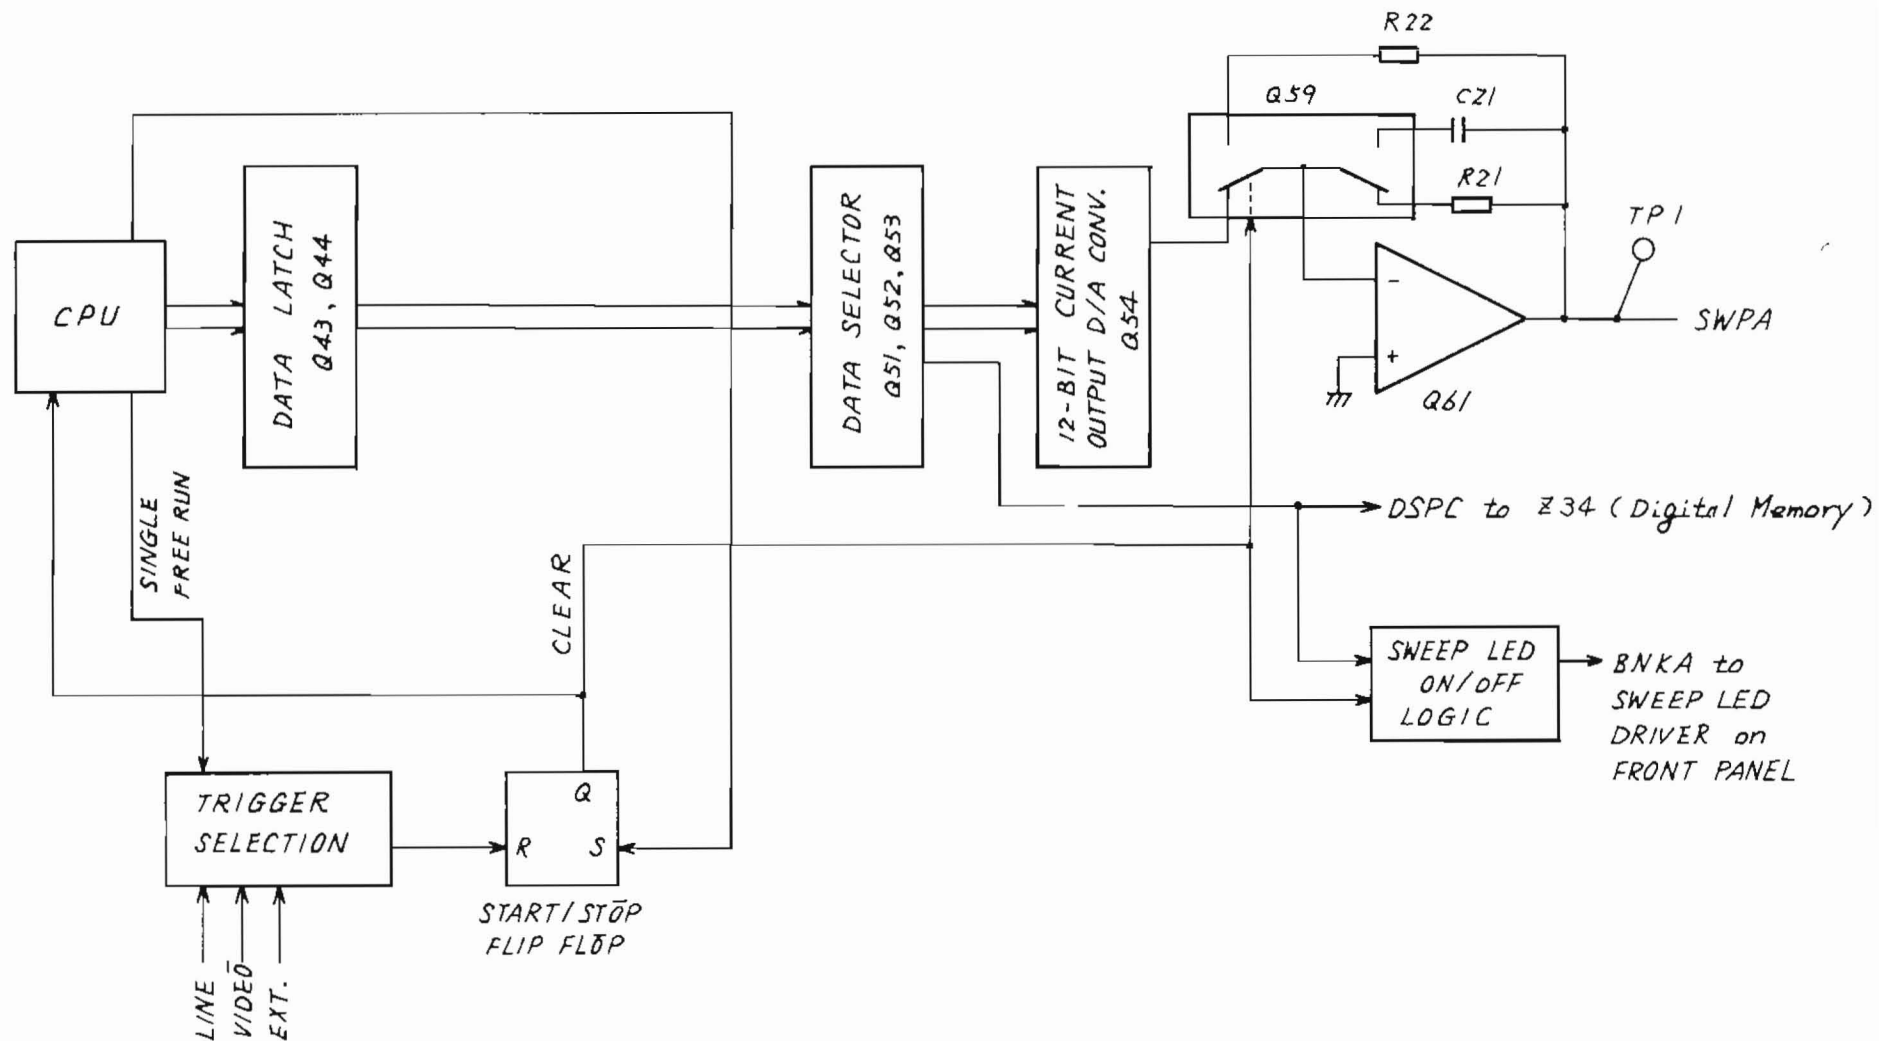 R22
Q59
C21
R21
TP1
CPU
DATA LATCH
Q43, Q44
DATA SELECTOR
Q51, Q52, Q53
12-BIT CURRENT
OUTPUT D/A CONV.
Q54
-
+
Q61
SWPA
DSPC to Z34 (Digital Memory)
SINGLE
FREE RUN
CLEAR
SWEEP LED
ON/OFF
LOGIC
BNKA to
SWEEP LED
DRIVER on
FRONT PANEL
TRIGGER
SELECTION
Q
R
S
START/STOP
FLIP FLOP
LINE
VIDEO
EXT.